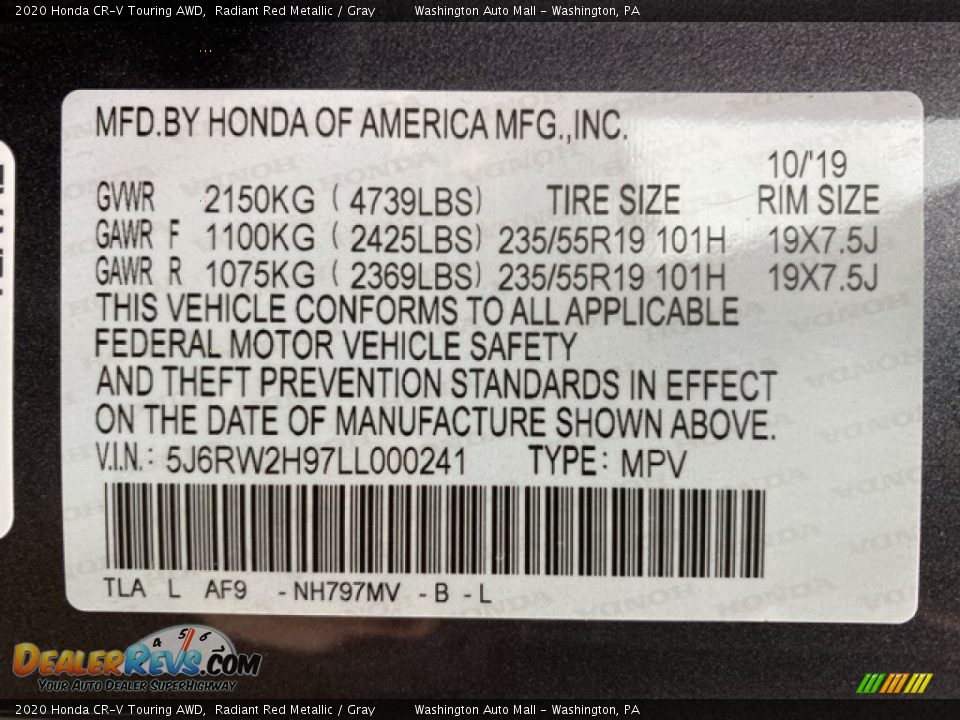 2020 Honda CR-V Touring AWD, Radiant Red Metallic / Gray Washington Auto Mall - Washington, PA
MFD.BY HONDA OF AMERICA MFG.,INC.
10/'19
GVWR 2150KG ( 4739LBS) TIRE SIZE RIM SIZE
GAWR F 1100KG ( 2425LBS) 235/55R19 101H 19X7.5J
GAWR R 1075KG ( 2369LBS) 235/55R19 101H 19X7.5J
THIS VEHICLE CONFORMS TO ALL APPLICABLE
FEDERAL MOTOR VEHICLE SAFETY
AND THEFT PREVENTION STANDARDS IN EFFECT
ON THE DATE OF MANUFACTURE SHOWN ABOVE.
V.I.N.: 5J6RW2H97LL000241 TYPE: MPV
TLA L AF9 -NH797MV -B -L
4 5 6
DEALERREVS.COM
YOUR AUTO DEALER SUPERHIGHWAY
2020 Honda CR-V Touring AWD, Radiant Red Metallic / Gray Washington Auto Mall - Washington, PA